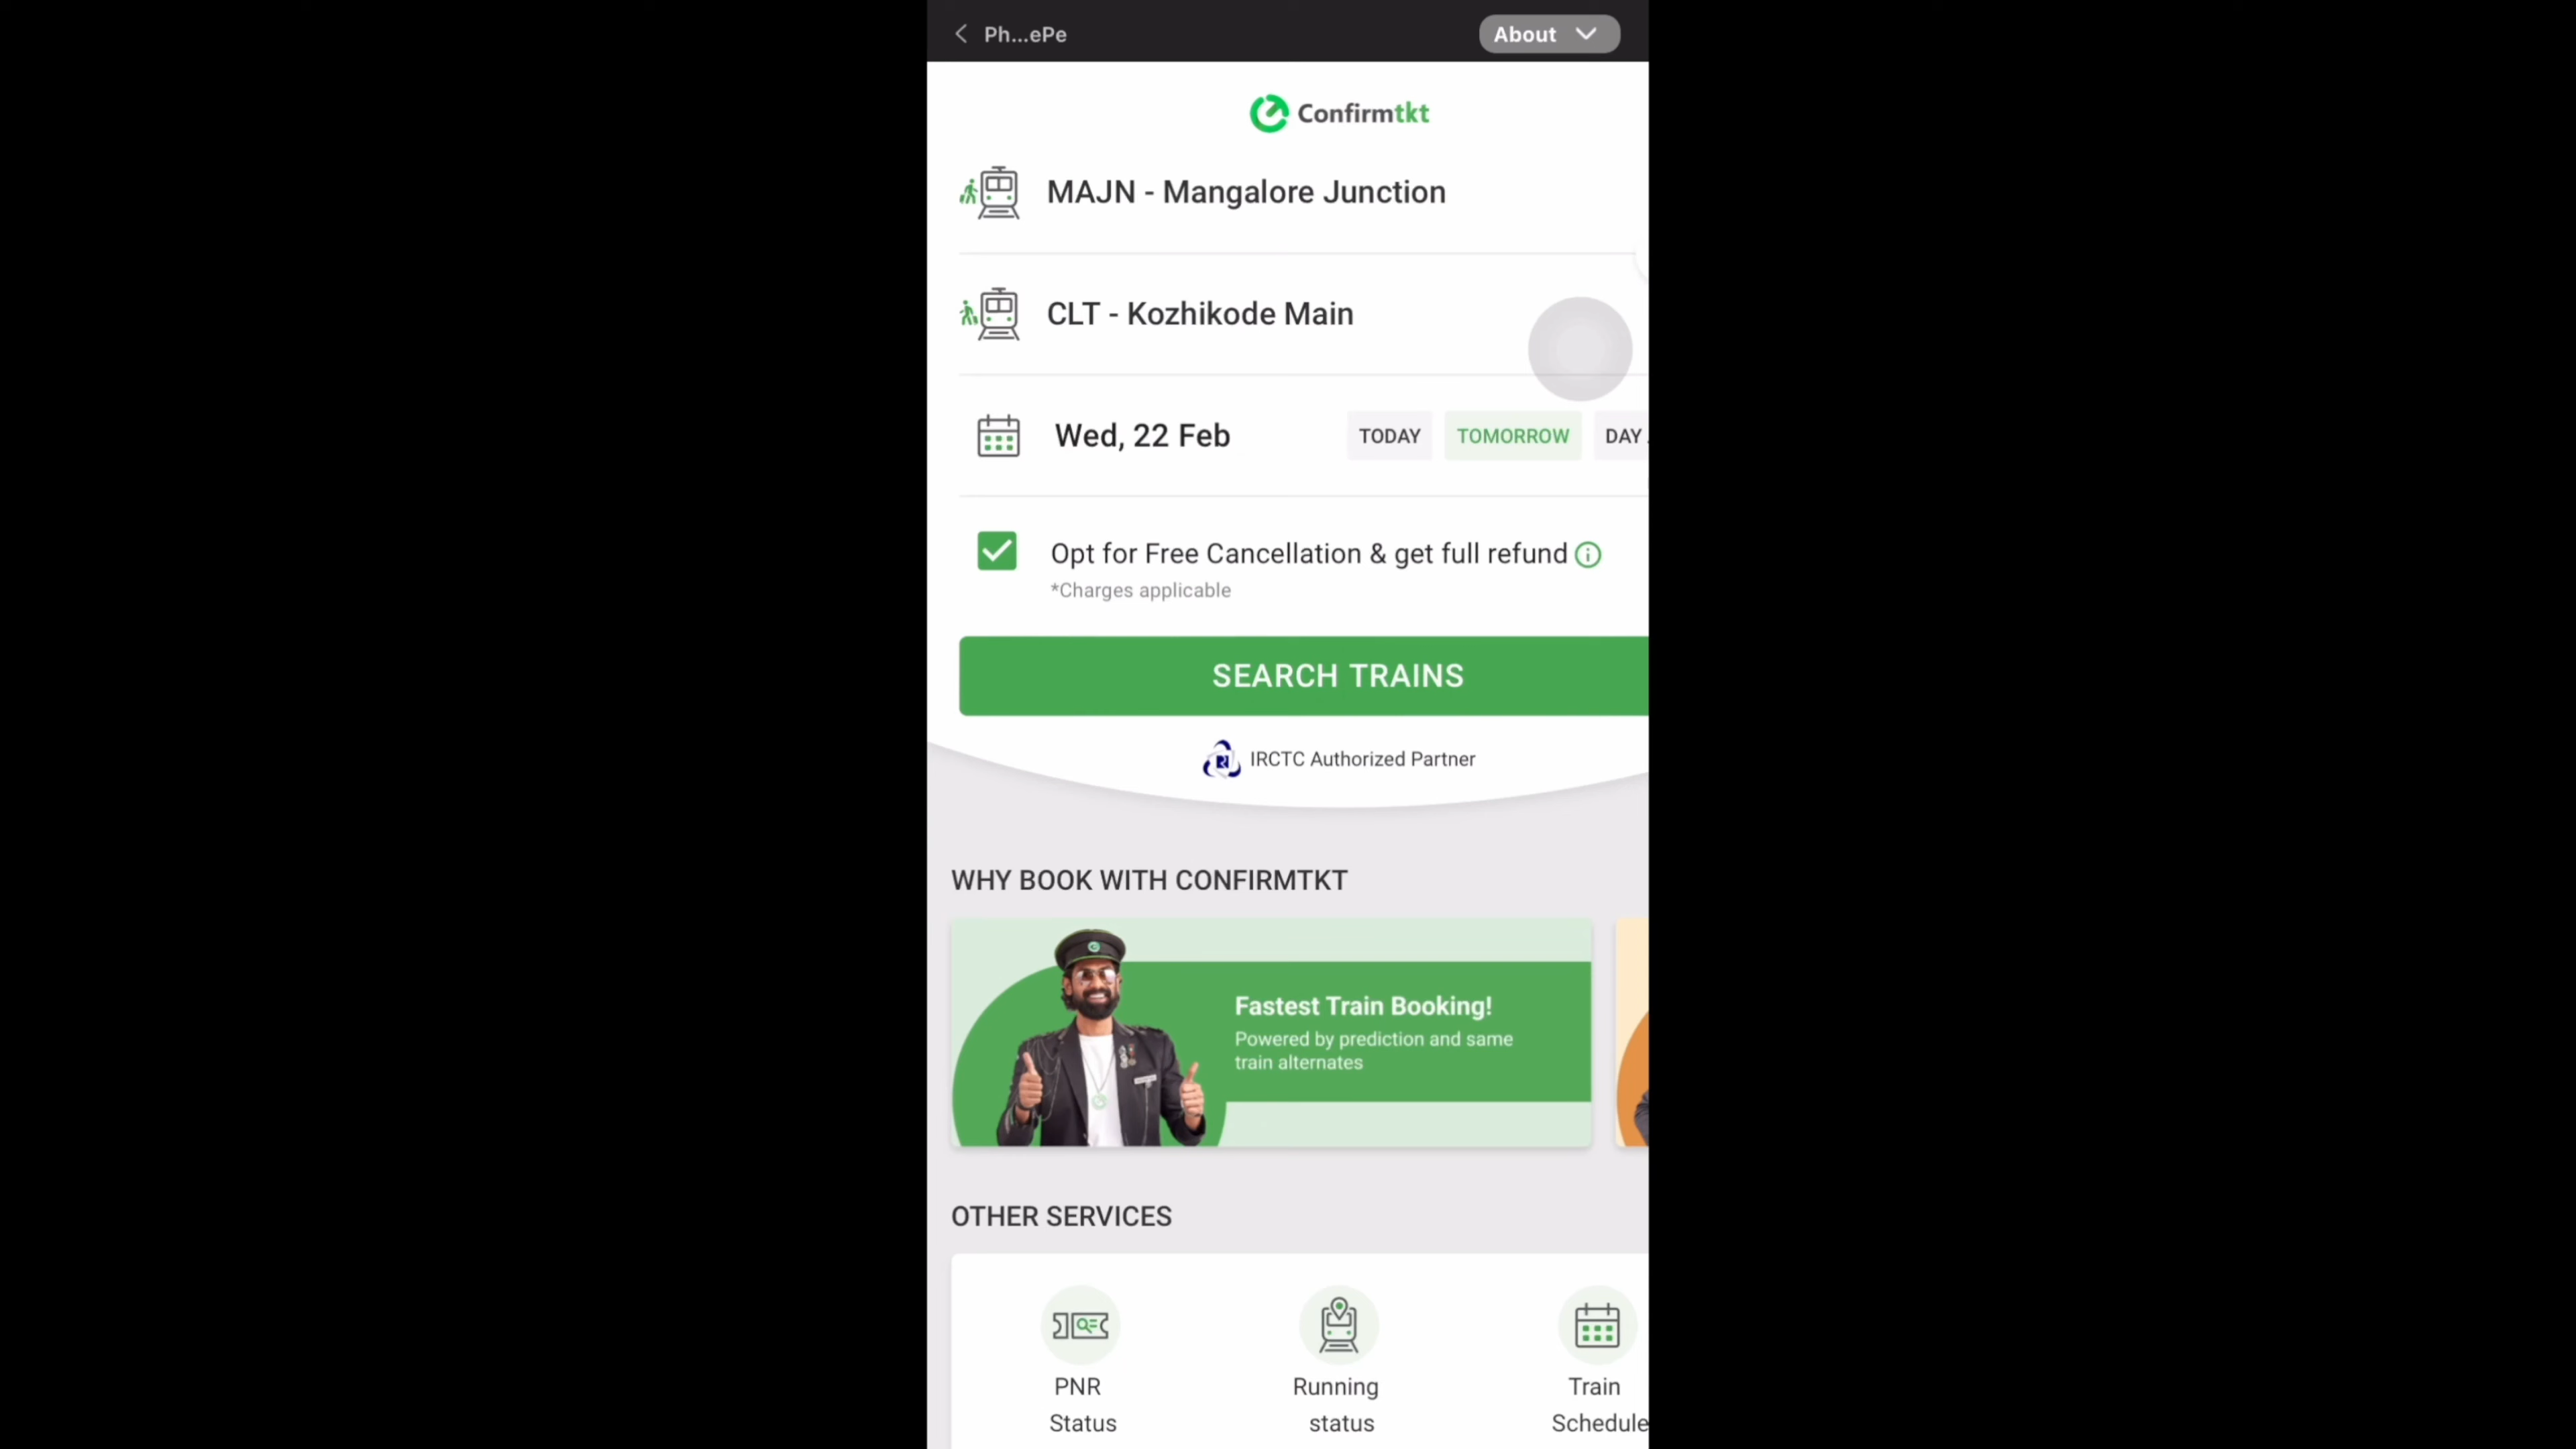 Ph...ePe
About
Confirmtkt
MAJN - Mangalore Junction
CLT - Kozhikode Main
Wed, 22 Feb TODAY TOMORROW DAY
Opt for Free Cancellation & get full refund
*Charges applicable
SEARCH TRAINS
IRCTC Authorized Partner
WHY BOOK WITH CONFIRMTKT
Fastest Train Booking!
Powered by prediction and same
train alternates
OTHER SERVICES
PNR
Status
Running
status
Train
Schedule